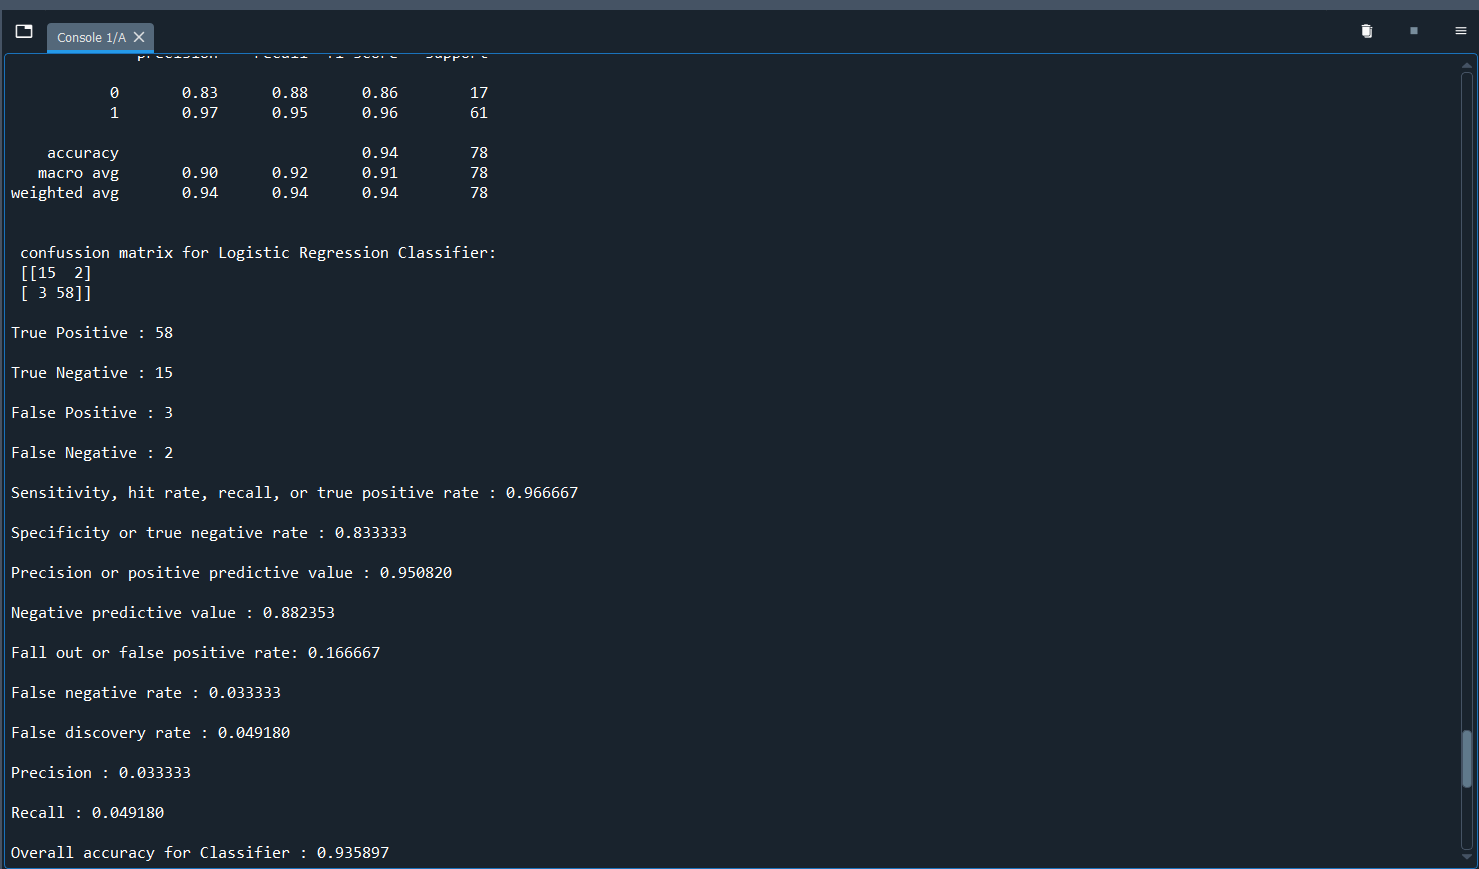 Console 1/A
precision recall f1-score support
0 0.83 0.88 0.86 17
1 0.97 0.95 0.96 61
accuracy 0.94 78
macro avg 0.90 0.92 0.91 78
weighted avg 0.94 0.94 0.94 78
confussion matrix for Logistic Regression Classifier:
[[15 2]
[ 3 58]]
True Positive : 58
True Negative : 15
False Positive : 3
False Negative : 2
Sensitivity, hit rate, recall, or true positive rate : 0.966667
Specificity or true negative rate : 0.833333
Precision or positive predictive value : 0.950820
Negative predictive value : 0.882353
Fall out or false positive rate: 0.166667
False negative rate : 0.033333
False discovery rate : 0.049180
Precision : 0.033333
Recall : 0.049180
Overall accuracy for Classifier : 0.935897